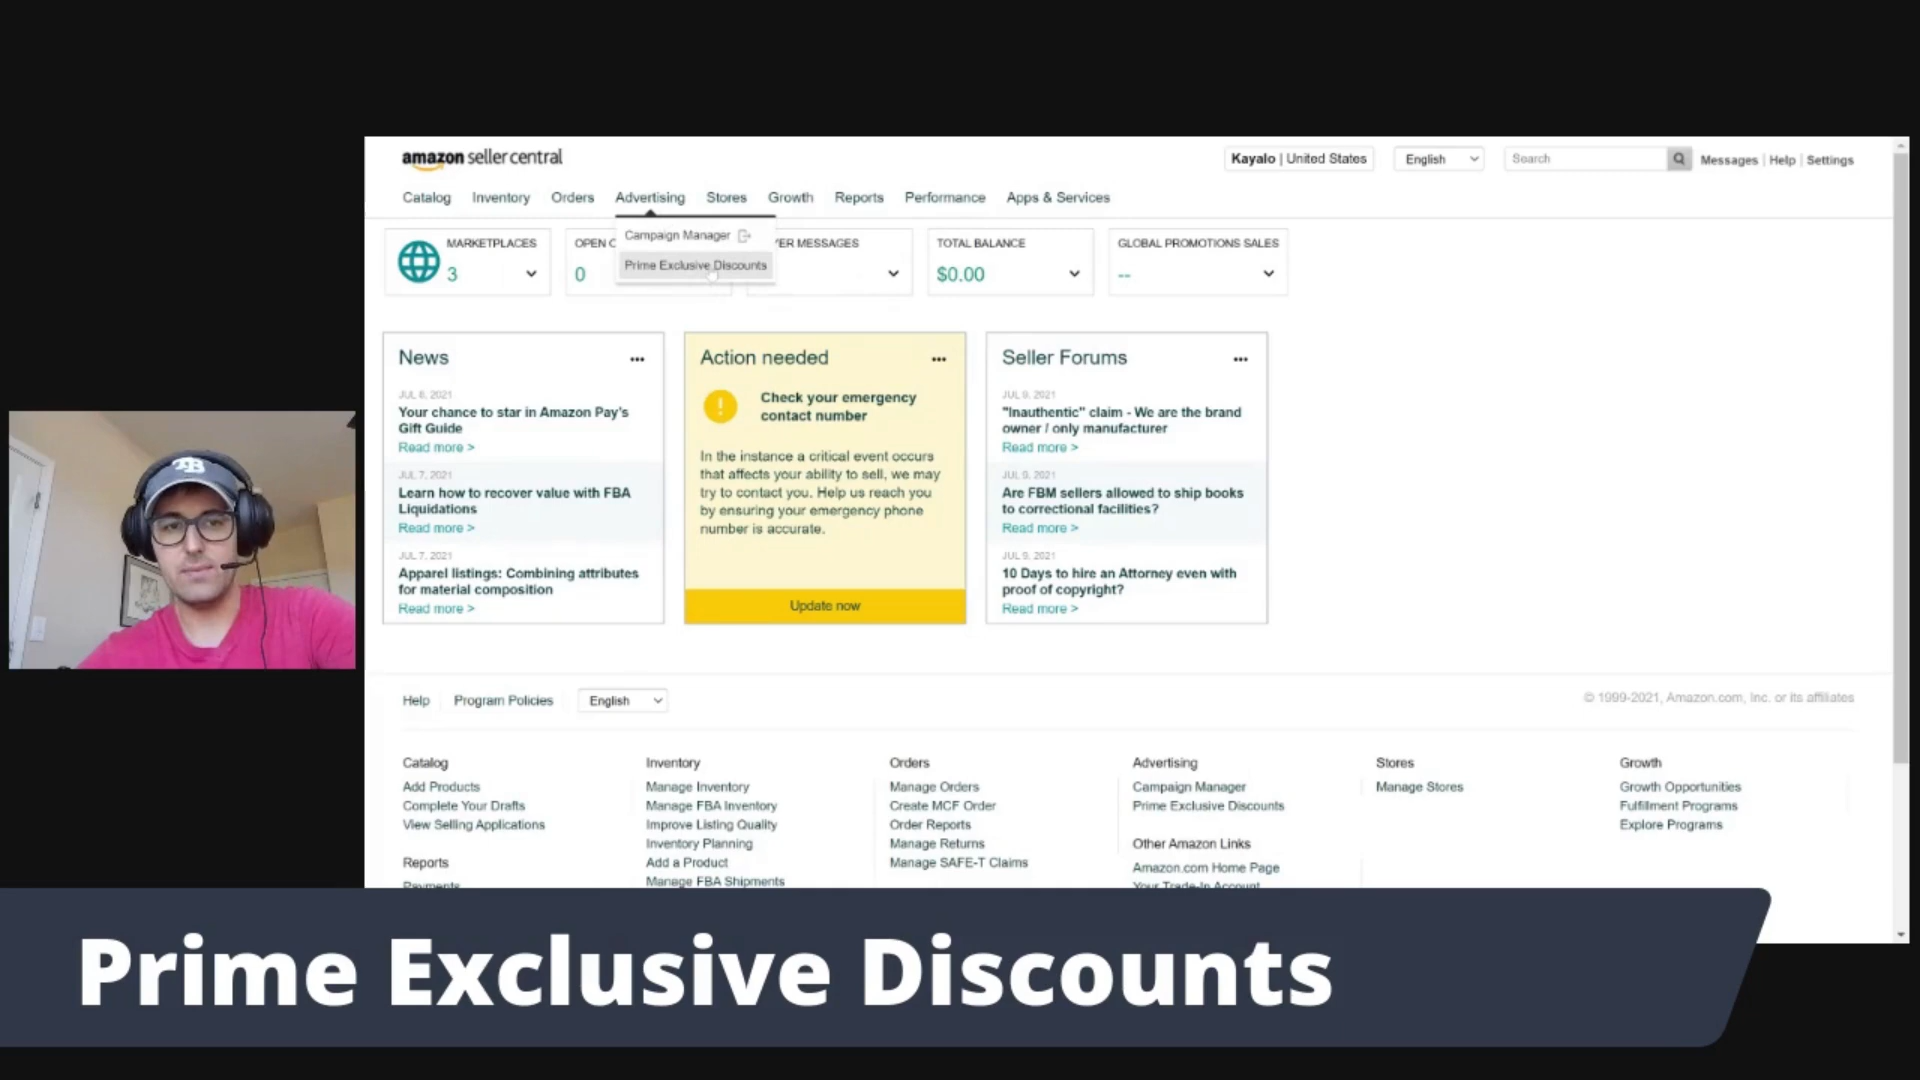 amazon seller central
Kayalo | United States
English
Search
Messages | Help | Settings
Catalog Inventory Orders Advertising Stores Growth Reports Performance Apps & Services
Campaign Manager
Prime Exclusive Discounts
MARKETPLACES
3
OPEN
0
MESSAGES
TOTAL BALANCE
$0.00
GLOBAL PROMOTIONS SALES
--
News
JUL 8, 2021
Your chance to star in Amazon Pay's
Gift Guide
Read more >
JUL 7, 2021
Learn how to recover value with FBA
Liquidations
Read more >
JUL 7, 2021
Apparel listings: Combining attributes
for material composition
Read more >
Action needed
Check your emergency
contact number
In the instance a critical event occurs
that affects your ability to sell, we may
try to contact you. Help us reach you
by ensuring your emergency phone
number is accurate.
Update now
Seller Forums
JUL 9, 2021
"Inauthentic" claim - We are the brand
owner / only manufacturer
Read more >
JUL 9, 2021
Are FBM sellers allowed to ship books
to correctional facilities?
Read more >
JUL 9, 2021
10 Days to hire an Attorney even with
proof of copyright?
Read more >
TB
Help
Program Policies
English
© 1999-2021, Amazon.com, Inc. or its affiliates
Catalog
Add Products
Complete Your Drafts
View Selling Applications
Reports
Payments
Inventory
Manage Inventory
Manage FBA Inventory
Improve Listing Quality
Inventory Planning
Add a Product
Manage FBA Shipments
Orders
Manage Orders
Create MCF Order
Order Reports
Manage Returns
Manage SAFE-T Claims
Advertising
Campaign Manager
Prime Exclusive Discounts
Other Amazon Links
Amazon.com Home Page
Your Trade-In Account
Stores
Manage Stores
Growth
Growth Opportunities
Fulfillment Programs
Explore Programs
Prime Exclusive Discounts